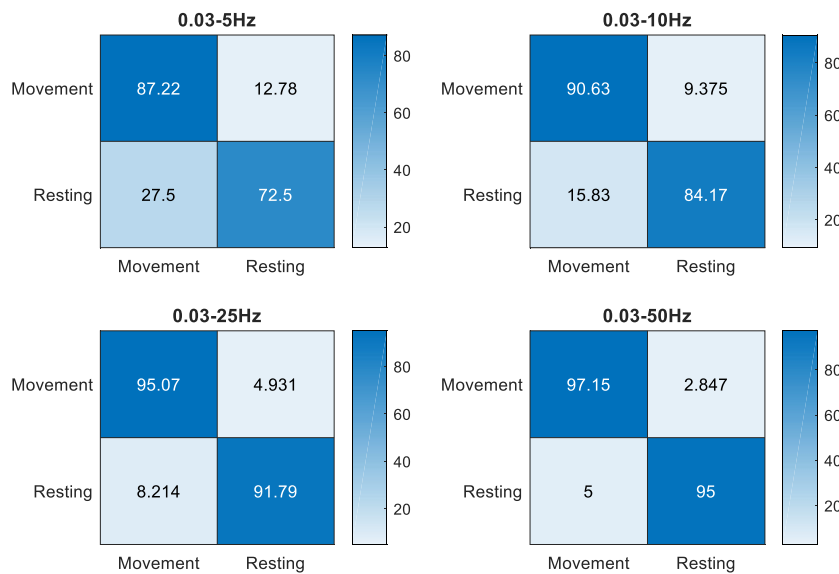 0.03-5Hz
Movement 87.22 12.78
Resting 27.5 72.5
Movement Resting
80
60
40
20
0.03-10Hz
Movement 90.63 9.375
Resting 15.83 84.17
Movement Resting
80
60
40
20
0.03-25Hz
Movement 95.07 4.931
Resting 8.214 91.79
Movement Resting
80
60
40
20
0.03-50Hz
Movement 97.15 2.847
Resting 5 95
Movement Resting
80
60
40
20